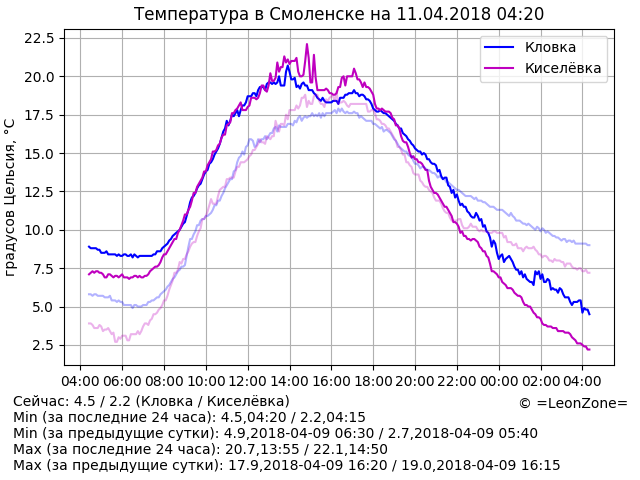 Температура в Смоленске на 11.04.2018 04:20
градусов Цельсия, °C
22.5
20.0
17.5
15.0
12.5
10.0
7.5
5.0
2.5
Кловка
Киселёвка
04:00 06:00 08:00 10:00 12:00 14:00 16:00 18:00 20:00 22:00 00:00 02:00 04:00
Сейчас: 4.5 / 2.2 (Кловка / Киселёвка)
© =LeonZone=
Min (за последние 24 часа): 4.5,04:20 / 2.2,04:15
Min (за предыдущие сутки): 4.9,2018-04-09 06:30 / 2.7,2018-04-09 05:40
Max (за последние 24 часа): 20.7,13:55 / 22.1,14:50
Max (за предыдущие сутки): 17.9,2018-04-09 16:20 / 19.0,2018-04-09 16:15